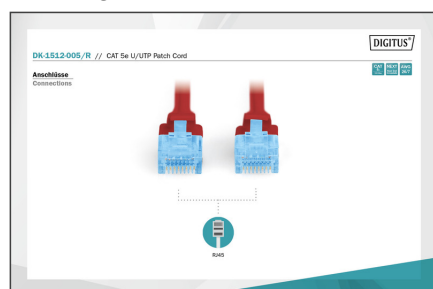 DIGITUS®
DK-1512-005/R // CAT 5e U/UTP Patch Cord
Anschlüsse
Connections
RJ45